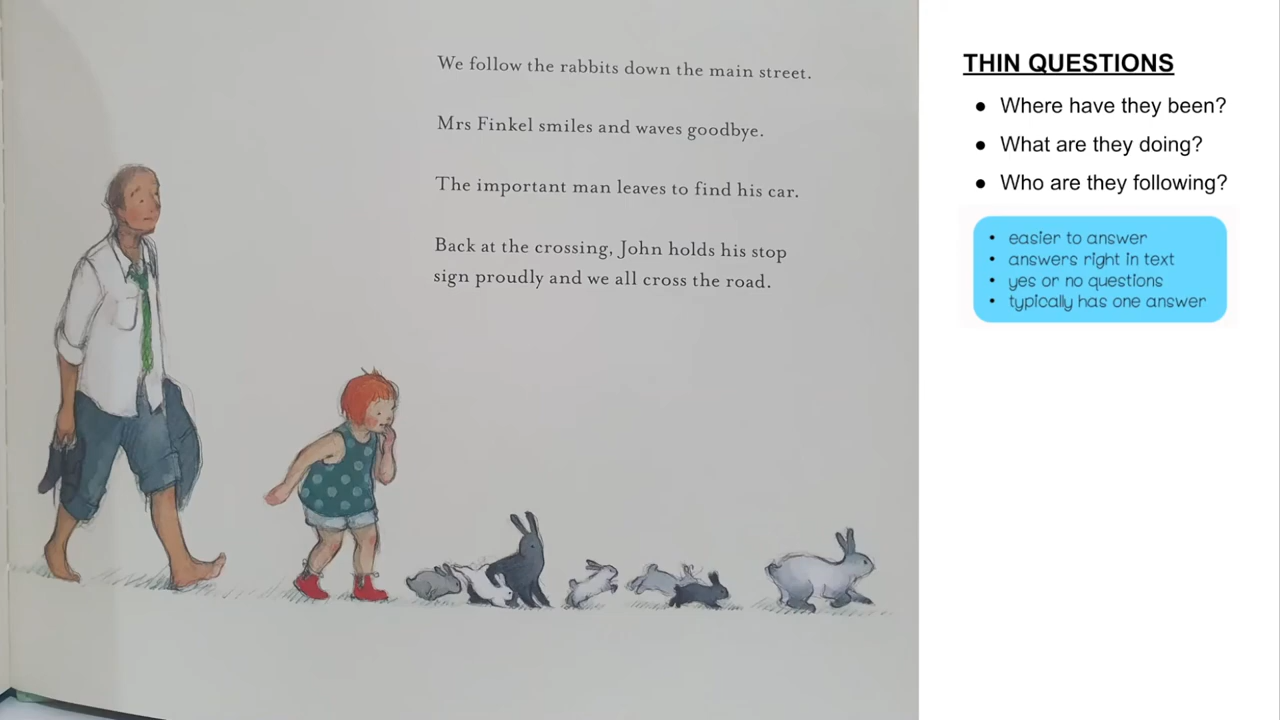 We follow the rabbits down the main street.
Mrs Finkel smiles and waves goodbye.
The important man leaves to find his car.
Back at the crossing, John holds his stop
sign proudly and we all cross the road.
THIN QUESTIONS
• Where have they been?
• What are they doing?
• Who are they following?
• easier to answer
• answers right in text
• yes or no questions
• typically has one answer